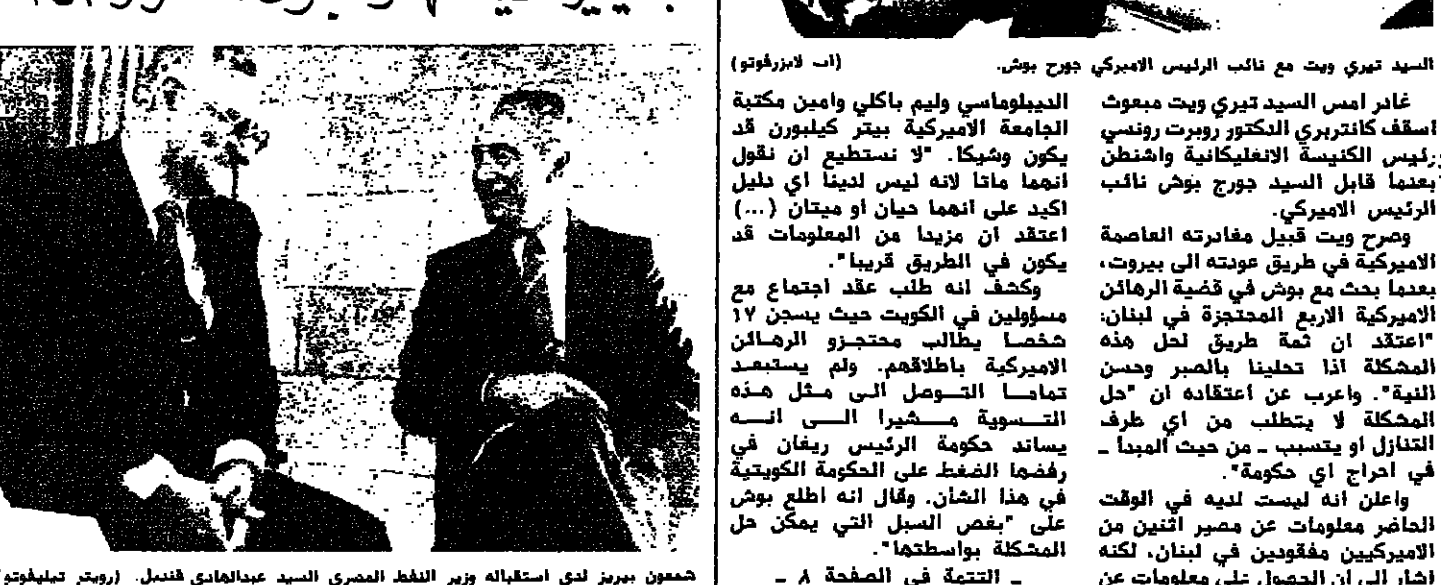 السيد تيري ويت مع نائب الرئيس الاميركي جورج بوش. (اب لايزرفوتو)
غادر امس السيد تيري ويت مبعوث
اسقف كانتربري الدكتور روبرت رونسي
ورئيس الكنيسة الانغليكانية واشنطن
بعدما قابل السيد جورج بوش نائب
الرئيس الاميركي.
وصرح ويت قبيل مغادرته العاصمة
الاميركية في طريق عودته الى بيروت،
بعدما بحث مع بوش في قضية الرهائن
الاميركية الاربع المحتجزة في لبنان:
"اعتقد ان ثمة طريق لحل هذه
المشكلة اذا تحلينا بالصبر وحسن
النية". واعرب عن اعتقاده ان "حل
المشكلة لا يتطلب من اي طرف
التنازل او يتسبب ـ من حيث المبدا ـ
في احراج اي حكومة".
واعلن انه ليست لديه في الوقت
الحاضر معلومات عن مصير اثنين من
الاميركيين مفقودين في لبنان، لكنه
اشار الى ان الحصول على معلومات عن
الديبلوماسي وليم باكلي وامين مكتبة
الجامعة الاميركية بيتر كيلبورن قد
يكون وشيكا. "لا نستطيع ان نقول
انهما ماتا لانه ليس لدينا اي دليل
اكيد على انهما حيان او ميتان (...)
اعتقد ان مزيدا من المعلومات قد
يكون في الطريق قريبا".
وكشف انه طلب عقد اجتماع مع
مسؤولين في الكويت حيث يسجن ١٧
شخصا يطالب محتجزو الرهائن
الاميركية باطلاقهم. ولم يستبعد
تماما التوصل الى مثل هذه
التسوية مشيرا الى انه
يساند حكومة الرئيس ريغان في
رفضها الضغط على الحكومة الكويتية
في هذا الشأن. وقال انه اطلع بوش
على "بعض السبل التي يمكن حل
المشكلة بواسطتها".
ـ التتمة في الصفحة ٨ ـ
شمعون بيريز لدى استقباله وزير النفط المصري السيد عبدالهادي قنديل. (رويتر تيليفوتو)